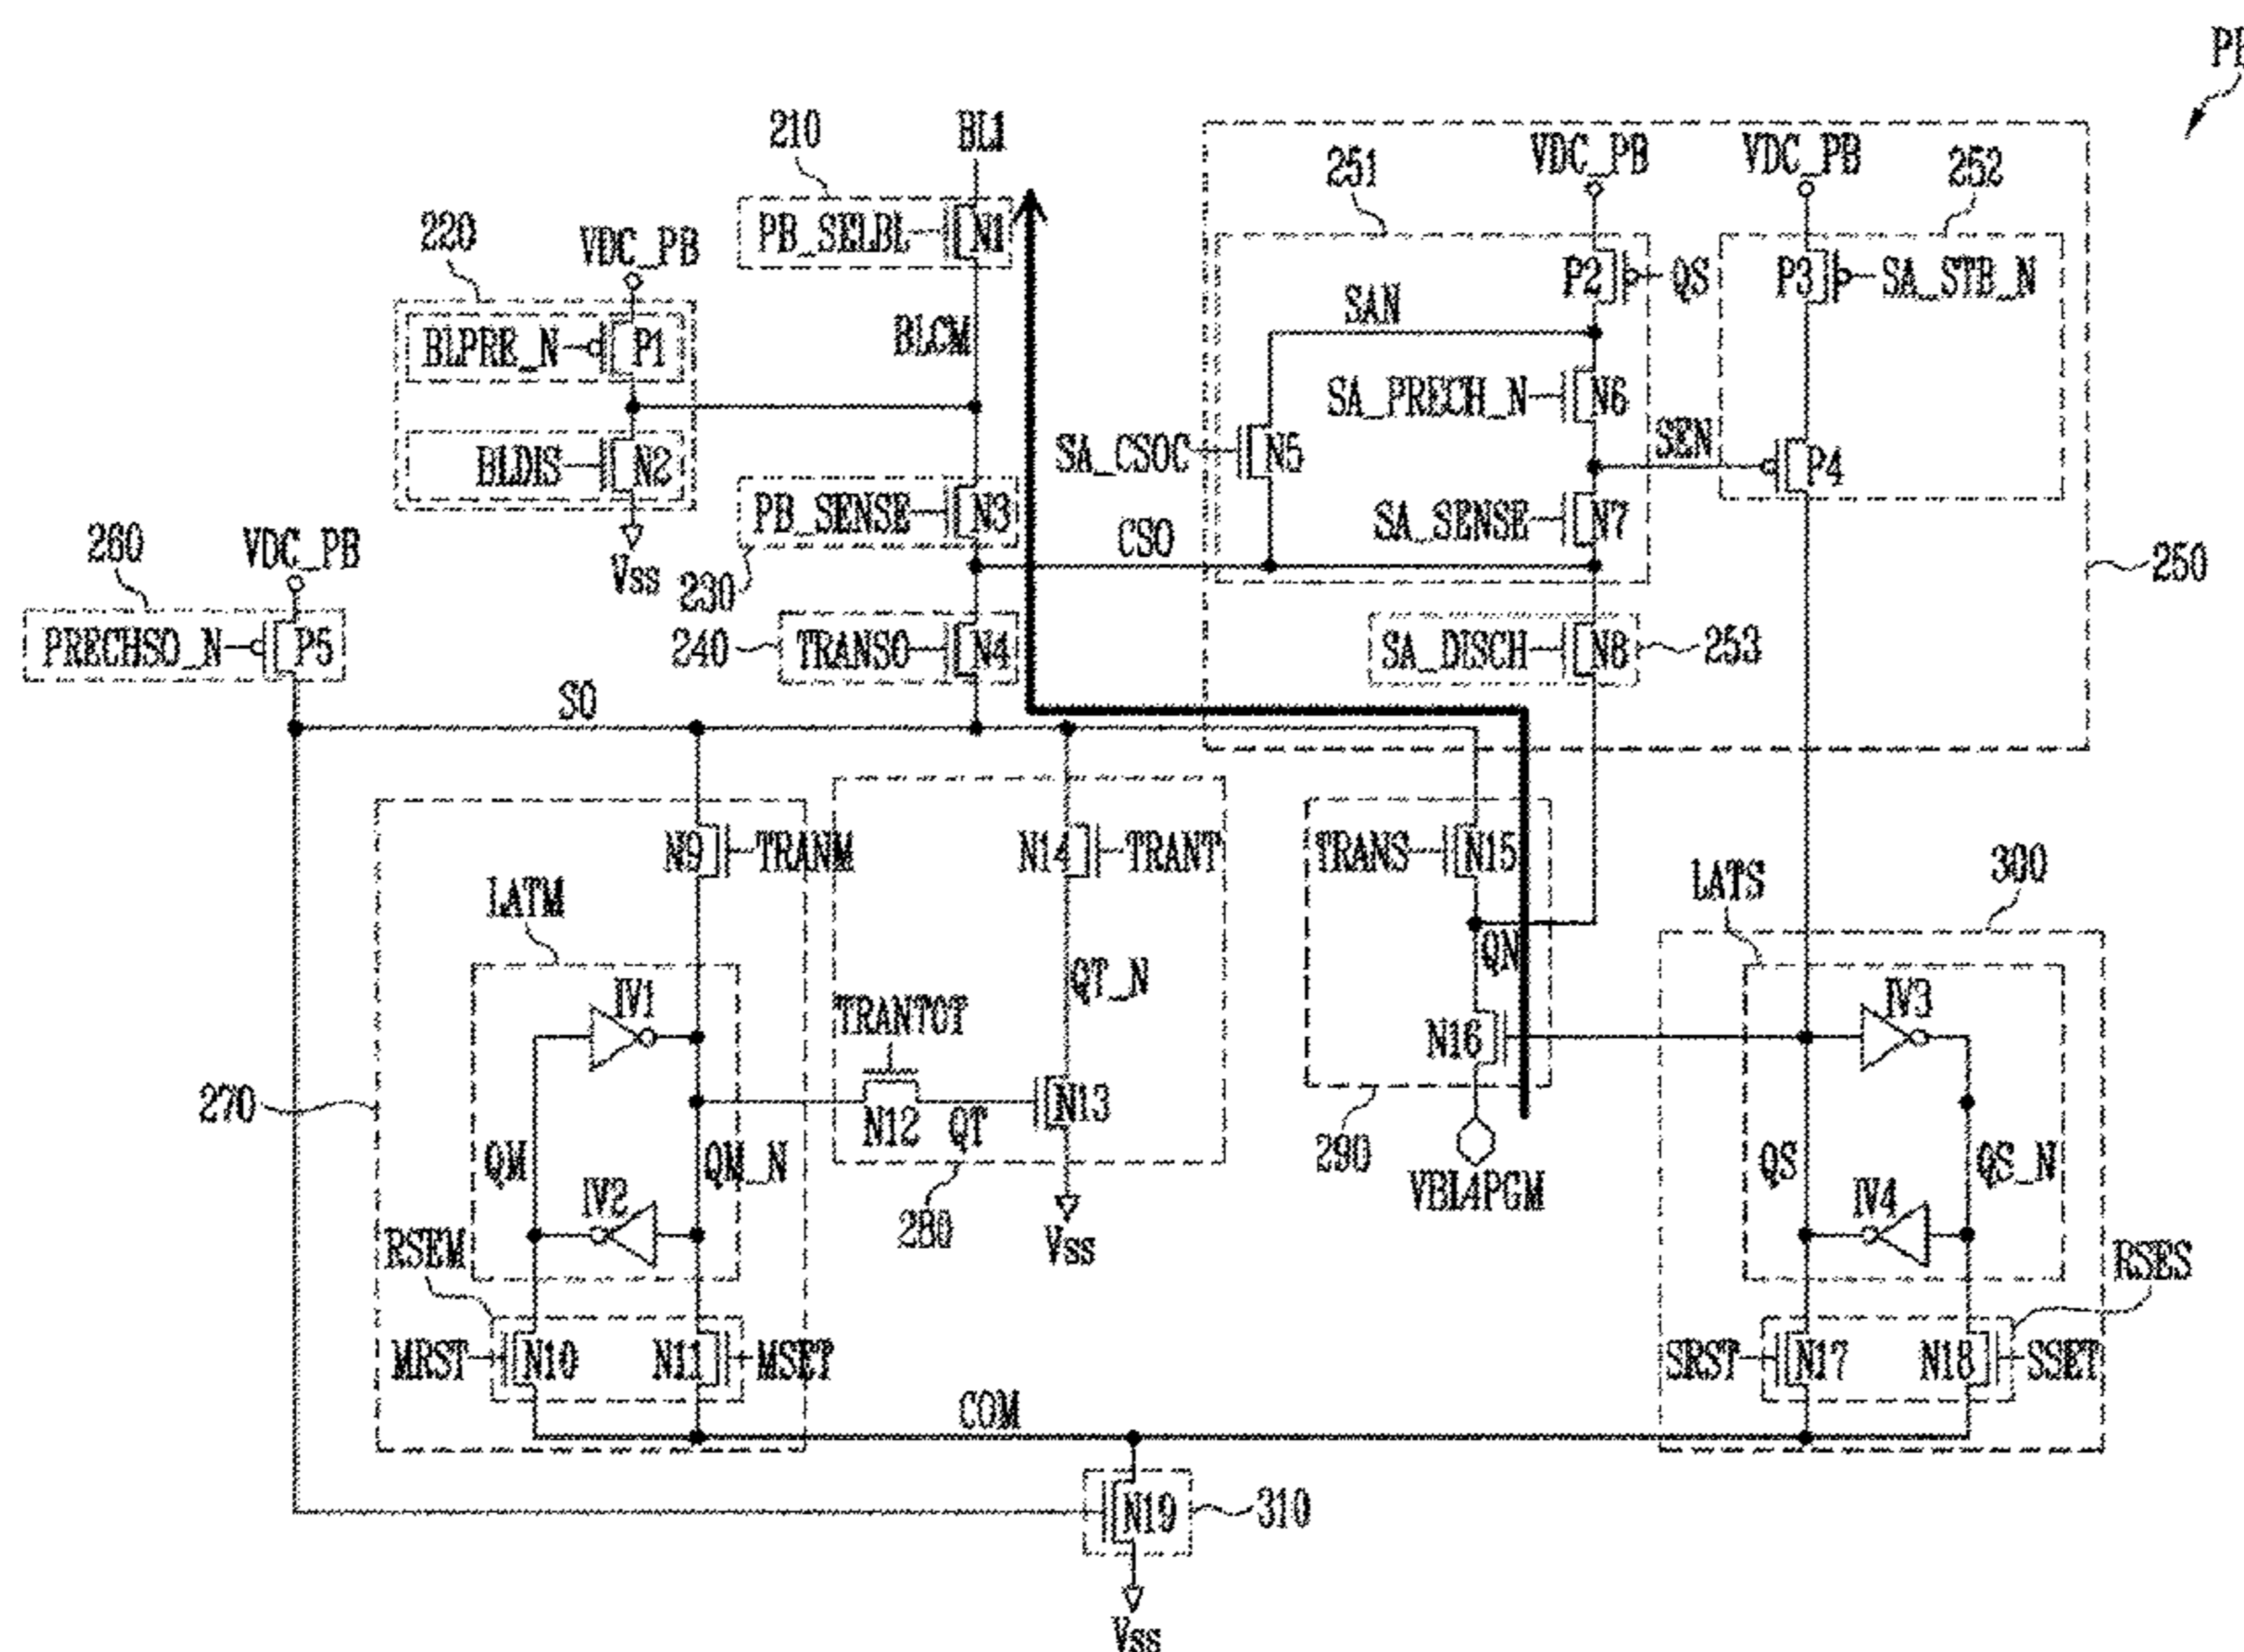 210
BL1
251
VDC_PB
VDC_PB
252
220
VDC_PB
PB_SELBL
N1
BLPRE_N
P1
BLCM
SAN
P2
QS
P3
SA_STB_N
SA_PRECH_N
N6
SEN
BLDIS
N2
SA_CSOC
N5
P4
260
VDC_PB
Vss
PB_SENSE
N3
230
CSO
SA_SENSE
N7
250
PRECHSO_N
P5
240
TRANSO
N4
SA_DISCH
N8
253
SO
N9
TRANM
N14
TRANT
TRANS
N15
LATS
300
LATM
QN
IV1
TRANTOT
QT_N
N16
IV3
270
QM
QM_N
N12
QT
N13
290
VBL4PGM
QS
QS_N
IV2
280
Vss
IV4
RSEM
RSES
MRST
N10
N11
MSET
SRST
N17
N18
SSET
COM
N19
310
Vss